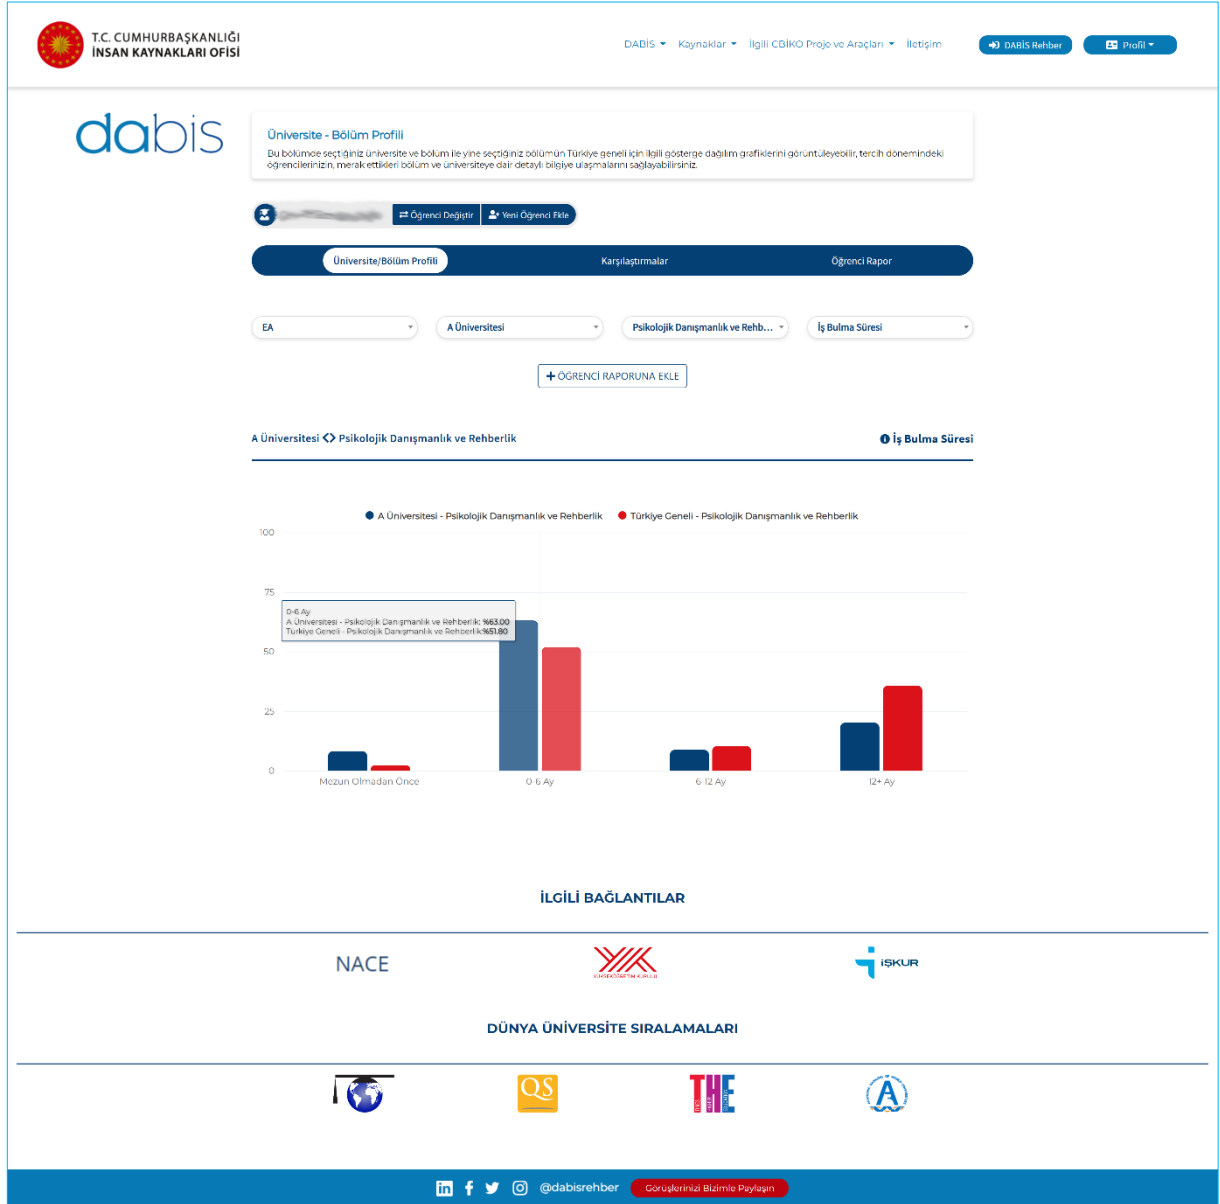 T.C. CUMHURBAŞKANLIĞI
İNSAN KAYNAKLARI OFİSİ
DABİS Kaynaklar İlgili CBİKO Proje ve Araçları İletişim DABİS Rehber Profil
dabis
Üniversite - Bölüm Profili
Bu bölümde seçtiğiniz üniversite ve bölüm ile yine seçtiğiniz bölümün Türkiye geneli için ilgili gösterge dağılım grafiklerini görüntüleyebilir, tercih dönemindeki
öğrencilerinizin, merak ettikleri bölüm ve üniversiteye dair detaylı bilgiye ulaşmalarını sağlayabilirsiniz.
Öğrenci Değiştir Yeni Öğrenci Ekle
Üniversite/Bölüm Profili Karşılaştırmalar Öğrenci Rapor
EA A Üniversitesi Psikolojik Danışmanlık ve Rehb... İş Bulma Süresi
+ ÖĞRENCİ RAPORUNA EKLE
A Üniversitesi <> Psikolojik Danışmanlık ve Rehberlik İş Bulma Süresi
A Üniversitesi - Psikolojik Danışmanlık ve Rehberlik Türkiye Geneli - Psikolojik Danışmanlık ve Rehberlik
100
75
0-6 Ay
A Üniversitesi - Psikolojik Danışmanlık ve Rehberlik: %63.00
Türkiye Geneli - Psikolojik Danışmanlık ve Rehberlik:%51.80
50
25
0
Mezun Olmadan Önce 0-6 Ay 6-12 Ay 12+ Ay
İLGİLİ BAĞLANTILAR
NACE YÜKSEKÖĞRETİM KURULU İŞKUR
DÜNYA ÜNİVERSİTE SIRALAMALARI
QS THE A
in f @dabisrehber Görüşlerinizi Bizimle Paylaşın